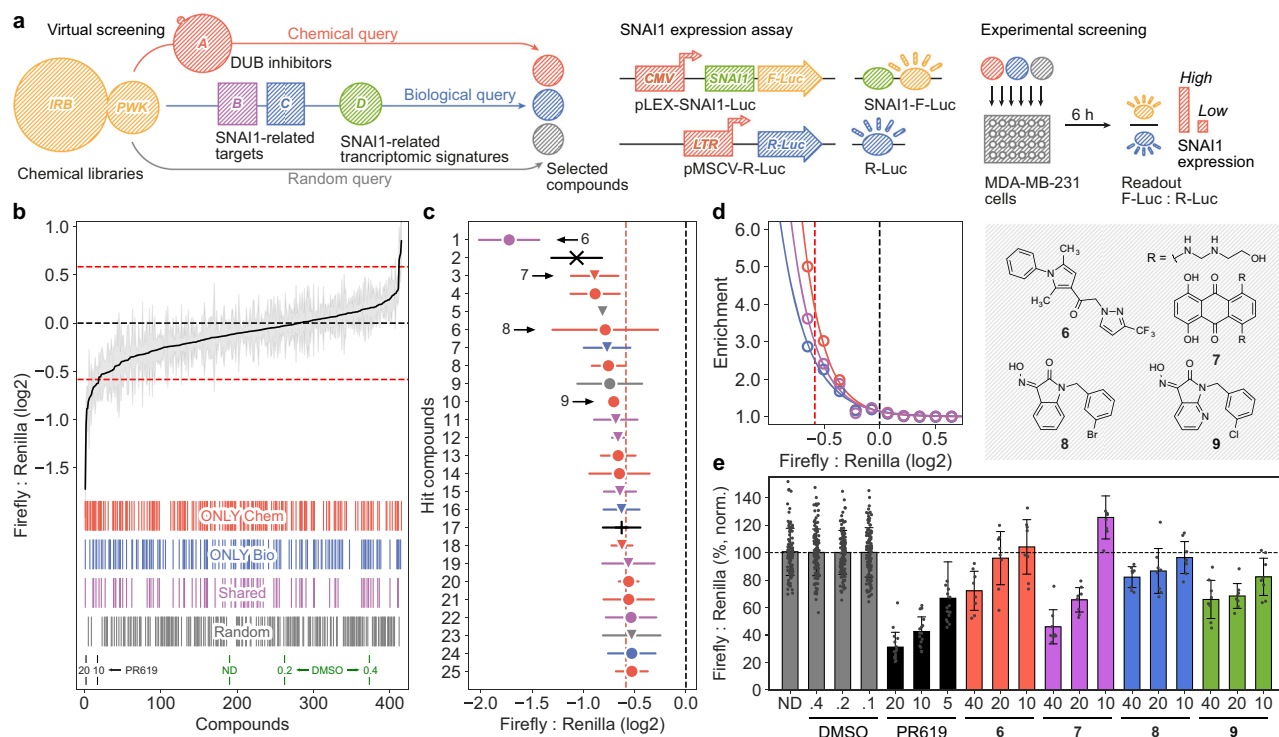 a
Virtual screening
SNAI1 expression assay
Experimental screening
Chemical query
A
DUB inhibitors
IRB
PWK
B
C
D
Biological query
SNAI1-related
targets
SNAI1-related
trancriptomic signatures
Random query
Chemical libraries
Selected
compounds
CMV
SNAI1
F-Luc
pLEX-SNAI1-Luc
SNAI1-F-Luc
LTR
R-Luc
pMSCV-R-Luc
R-Luc
6 h
High
Low
SNAI1
expression
MDA-MB-231
cells
Readout
F-Luc : R-Luc
b
Firefly : Renilla (log2)
1.0
0.5
0.0
−0.5
−1.0
−1.5
ONLY Chem
ONLY Bio
Shared
Random
20 10 PR619
ND
0.2 DMSO 0.4
0 100 200 300 400
Compounds
c
Hit compounds
1
2
3
4
5
6
7
8
9
10
11
12
13
14
15
16
17
18
19
20
21
22
23
24
25
6
7
8
9
−2.0 −1.5 −1.0 −0.5 0.0
Firefly : Renilla (log2)
d
Enrichment
6.0
5.0
4.0
3.0
2.0
1.0
−0.5 0.0 0.5
Firefly : Renilla (log2)
CH3
N
CH3
O
N
N
CF3
6
R =
H
N
H
N
OH
OH O R
OH O R
7
HO
N
O
N
Br
8
HO
N
O
N
N
Cl
9
e
Firefly : Renilla (%, norm.)
140
120
100
80
60
40
20
0
ND .4 .2 .1 20 10 5 40 20 10 40 20 10 40 20 10 40 20 10
DMSO PR619 6 7 8 9